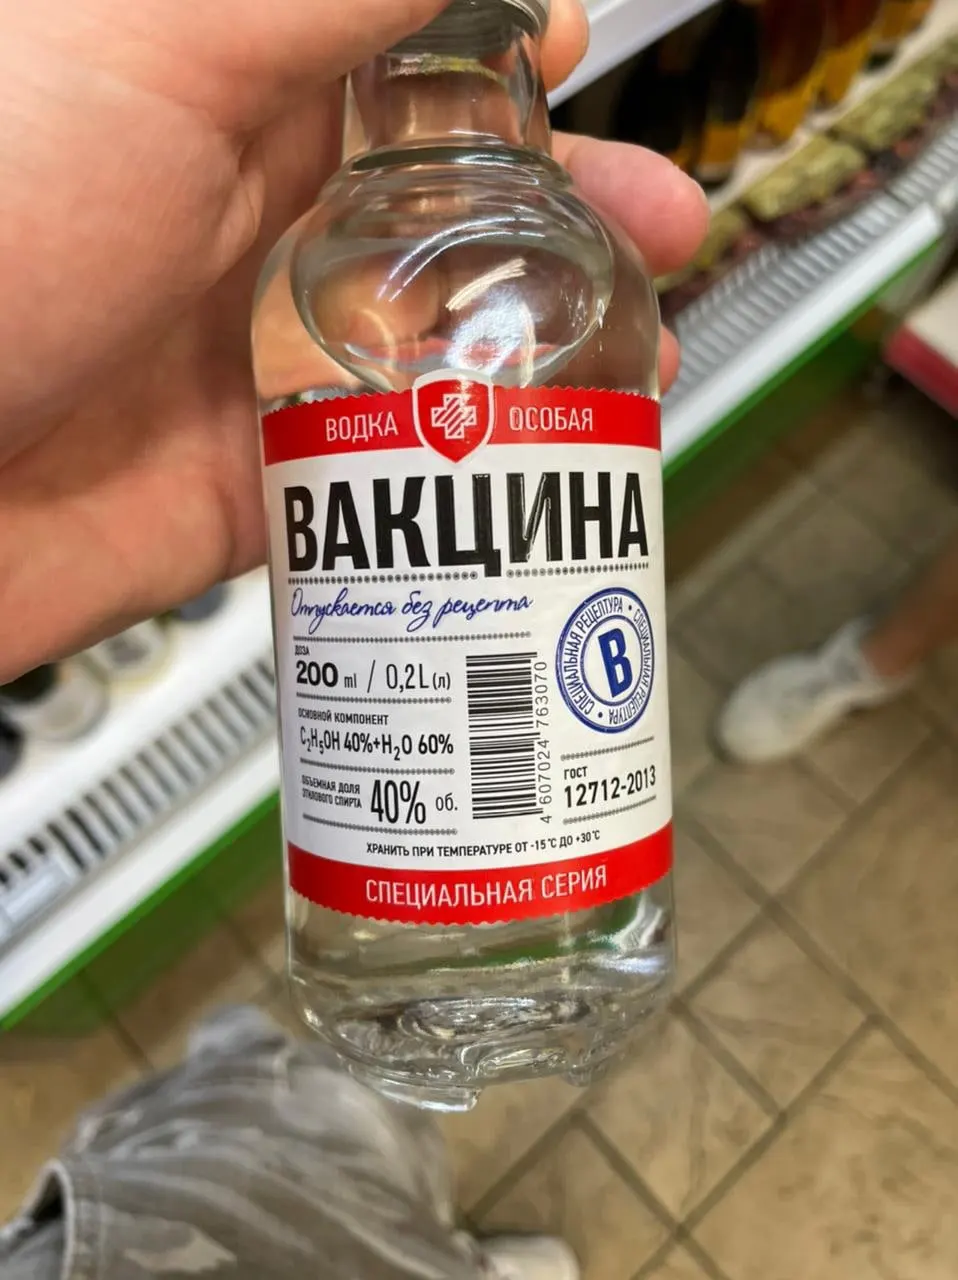 ВОДКА ОСОБАЯ
ВАКЦИНА
Отпускается без рецепта
ДОЗА
200 ml / 0,2L(л)
ОСНОВНОЙ КОМПОНЕНТ
C₂H₅OH 40%+H₂O 60%
ОБЪЕМНАЯ ДОЛЯ
ЭТИЛОВОГО СПИРТА
40% об.
4 607024 763070
СПЕЦИАЛЬНАЯ РЕЦЕПТУРА • СПЕЦИАЛЬНАЯ РЕЦЕПТУРА •
В
ГОСТ
12712-2013
ХРАНИТЬ ПРИ ТЕМПЕРАТУРЕ ОТ -15°С ДО +30°С
СПЕЦИАЛЬНАЯ СЕРИЯ